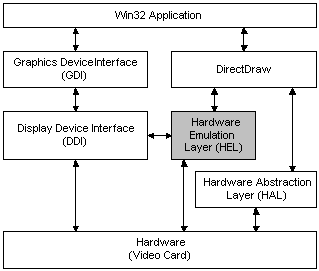 Win32 Application
Graphics DeviceInterface
(GDI)
DirectDraw
Display Device Interface
(DDI)
Hardware
Emulation
Layer (HEL)
Hardware Abstraction
Layer (HAL)
Hardware
(Video Card)